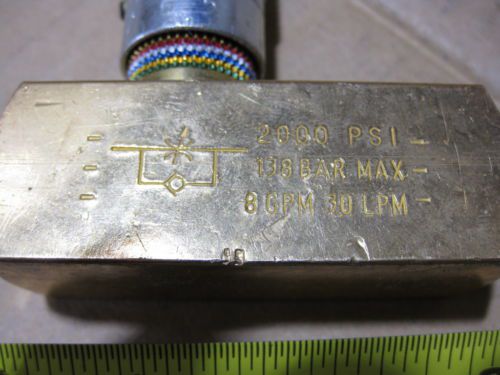 2000 PSI
138 BAR MAX
8 GPM 30 LPM